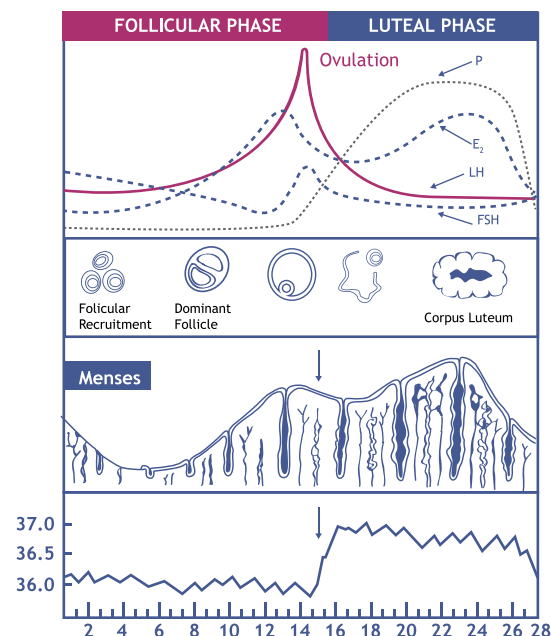 FOLLICULAR PHASE
LUTEAL PHASE
Ovulation
P
E₂
LH
FSH
Folicular
Recruitment
Dominant
Follicle
Corpus Luteum
Menses
37.0
36.5
36.0
2 4 6 8 10 12 14 16 18 20 22 24 26 28